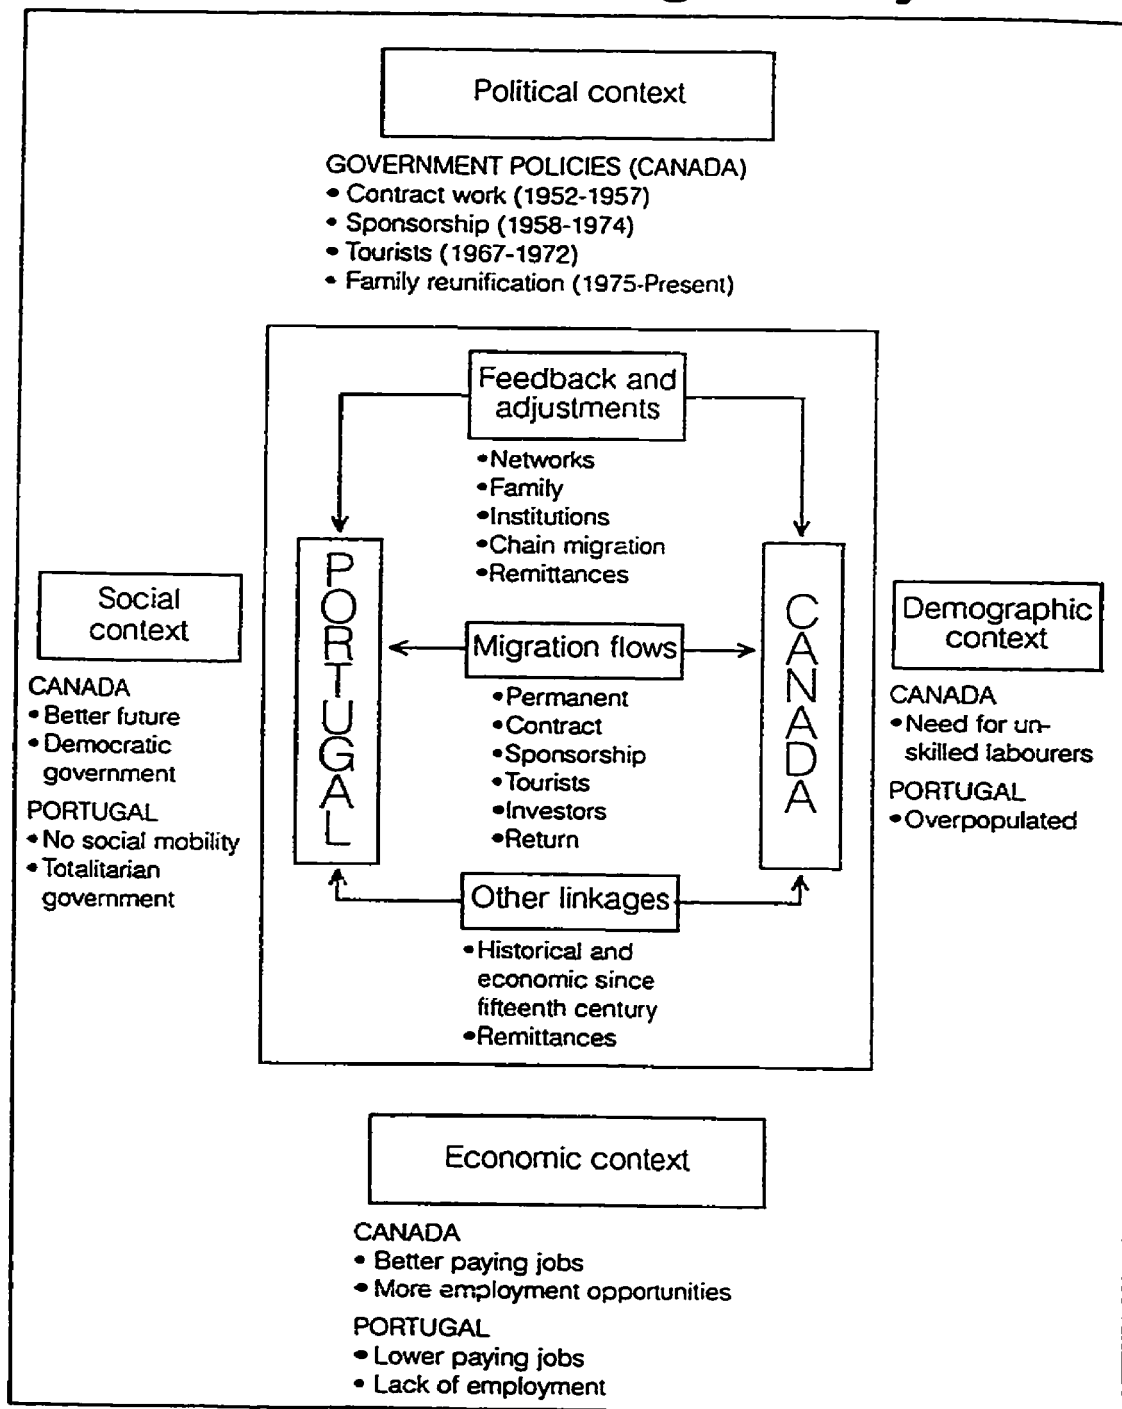 Political context
GOVERNMENT POLICIES (CANADA)
• Contract work (1952-1957)
• Sponsorship (1958-1974)
• Tourists (1967-1972)
• Family reunification (1975-Present)
Feedback and
adjustments
•Networks
•Family
•Institutions
•Chain migration
•Remittances
PORTUGAL
CANADA
Migration flows
•Permanent
•Contract
•Sponsorship
•Tourists
•Investors
•Return
Other linkages
•Historical and
economic since
fifteenth century
•Remittances
Social
context
CANADA
• Better future
• Democratic
government
PORTUGAL
• No social mobility
• Totalitarian
government
Demographic
context
CANADA
•Need for un-
skilled labourers
PORTUGAL
•Overpopulated
Economic context
CANADA
• Better paying jobs
• More employment opportunities
PORTUGAL
• Lower paying jobs
• Lack of employment